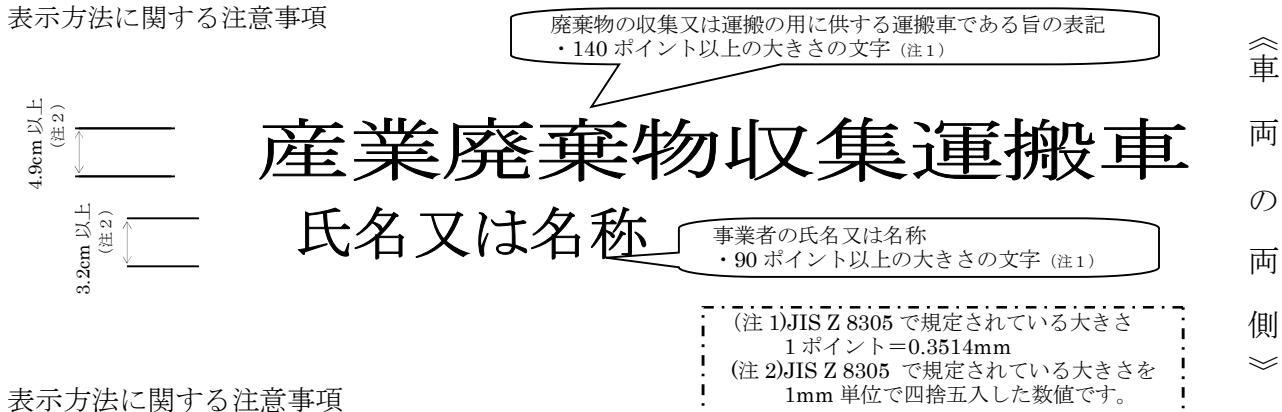 表示方法に関する注意事項
廃棄物の収集又は運搬の用に供する運搬車である旨の表記
・140 ポイント以上の大きさの文字（注１）
4.9cm 以上
（注２）
産業廃棄物収集運搬車
3.2cm 以上
（注２）
氏名又は名称
事業者の氏名又は名称
・90 ポイント以上の大きさの文字（注１）
《車両の両側》
(注 1)JIS Z 8305 で規定されている大きさ
1 ポイント＝0.3514mm
(注 2)JIS Z 8305 で規定されている大きさを
1mm 単位で四捨五入した数値です。
表示方法に関する注意事項